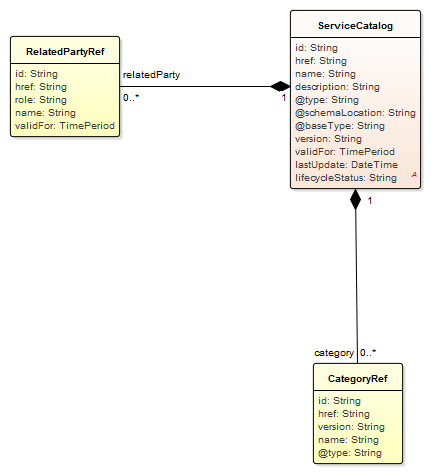 ServiceCatalog
id: String
href: String
name: String
description: String
@type: String
@schemaLocation: String
@baseType: String
version: String
validFor: TimePeriod
lastUpdate: DateTime
lifecycleStatus: String
A
RelatedPartyRef
id: String
href: String
role: String
name: String
validFor: TimePeriod
relatedParty
0..*
1
1
category 0..*
CategoryRef
id: String
href: String
version: String
name: String
@type: String